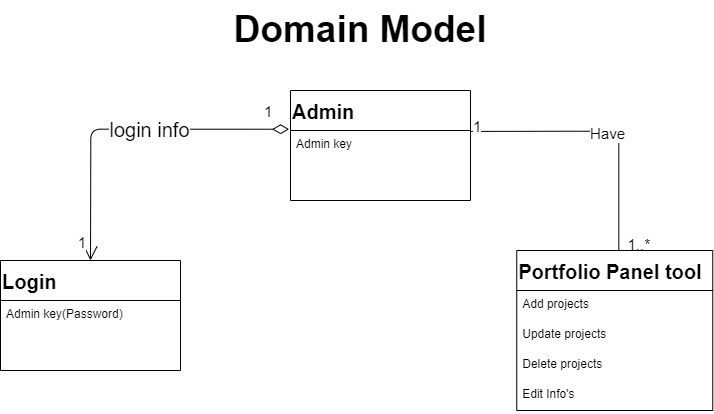 Domain Model
1
Admin
login info
1
Have
Admin key
1
1..*
Login
Portfolio Panel tool
Admin key(Password)
Add projects
Update projects
Delete projects
Edit Info's